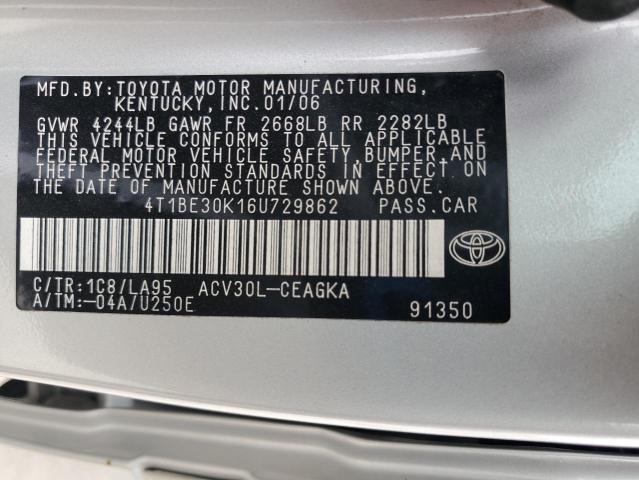 MFD.BY:TOYOTA MOTOR MANUFACTURING,
KENTUCKY, INC.01/06
GVWR 4244LB GAWR FR 2668LB RR 2282LB
THIS VEHICLE CONFORMS TO ALL APPLICABLE
FEDERAL MOTOR VEHICLE SAFETY,BUMPER,AND
THEFT PREVENTION STANDARDS IN EFFECT ON
THE DATE OF MANUFACTURE SHOWN ABOVE.
4T1BE30K16U729862 PASS.CAR
C/TR:1C8/LA95 ACV30L-CEAGKA
A/TM:-04A/U250E 91350